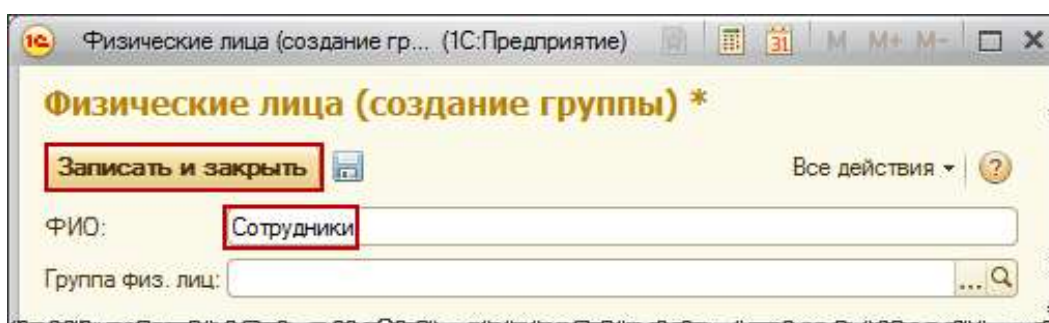 1С Физические лица (создание гр... (1С:Предприятие) 31 M M+ M-
Физические лица (создание группы) *
Записать и закрыть Все действия ?
ФИО: Сотрудники
Группа физ. лиц: ...